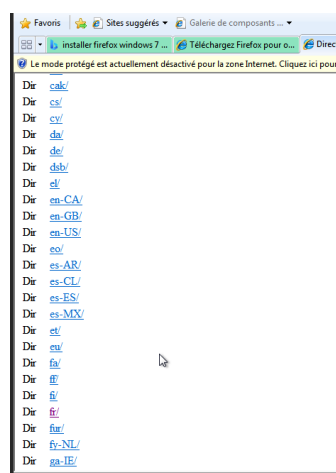 Favoris Sites suggérés Galerie de composants ...
installer firefox windows 7 ... Téléchargez Firefox pour o... Direc
Le mode protégé est actuellement désactivé pour la zone Internet. Cliquez ici pour
Dir cak/
Dir cs/
Dir cy/
Dir da/
Dir de/
Dir dsb/
Dir el/
Dir en-CA/
Dir en-GB/
Dir en-US/
Dir eo/
Dir es-AR/
Dir es-CL/
Dir es-ES/
Dir es-MX/
Dir et/
Dir eu/
Dir fa/
Dir ff/
Dir fi/
Dir fr/
Dir fur/
Dir fy-NL/
Dir ga-IE/